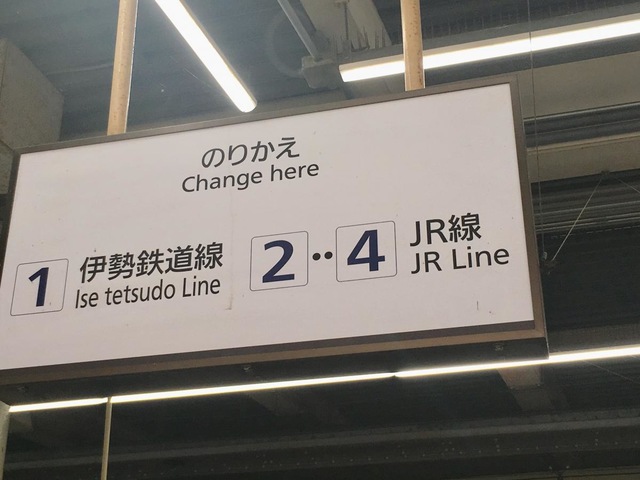 のりかえ
Change here
1 伊勢鉄道線
Ise tetsudo Line
2‥4 JR線
JR Line